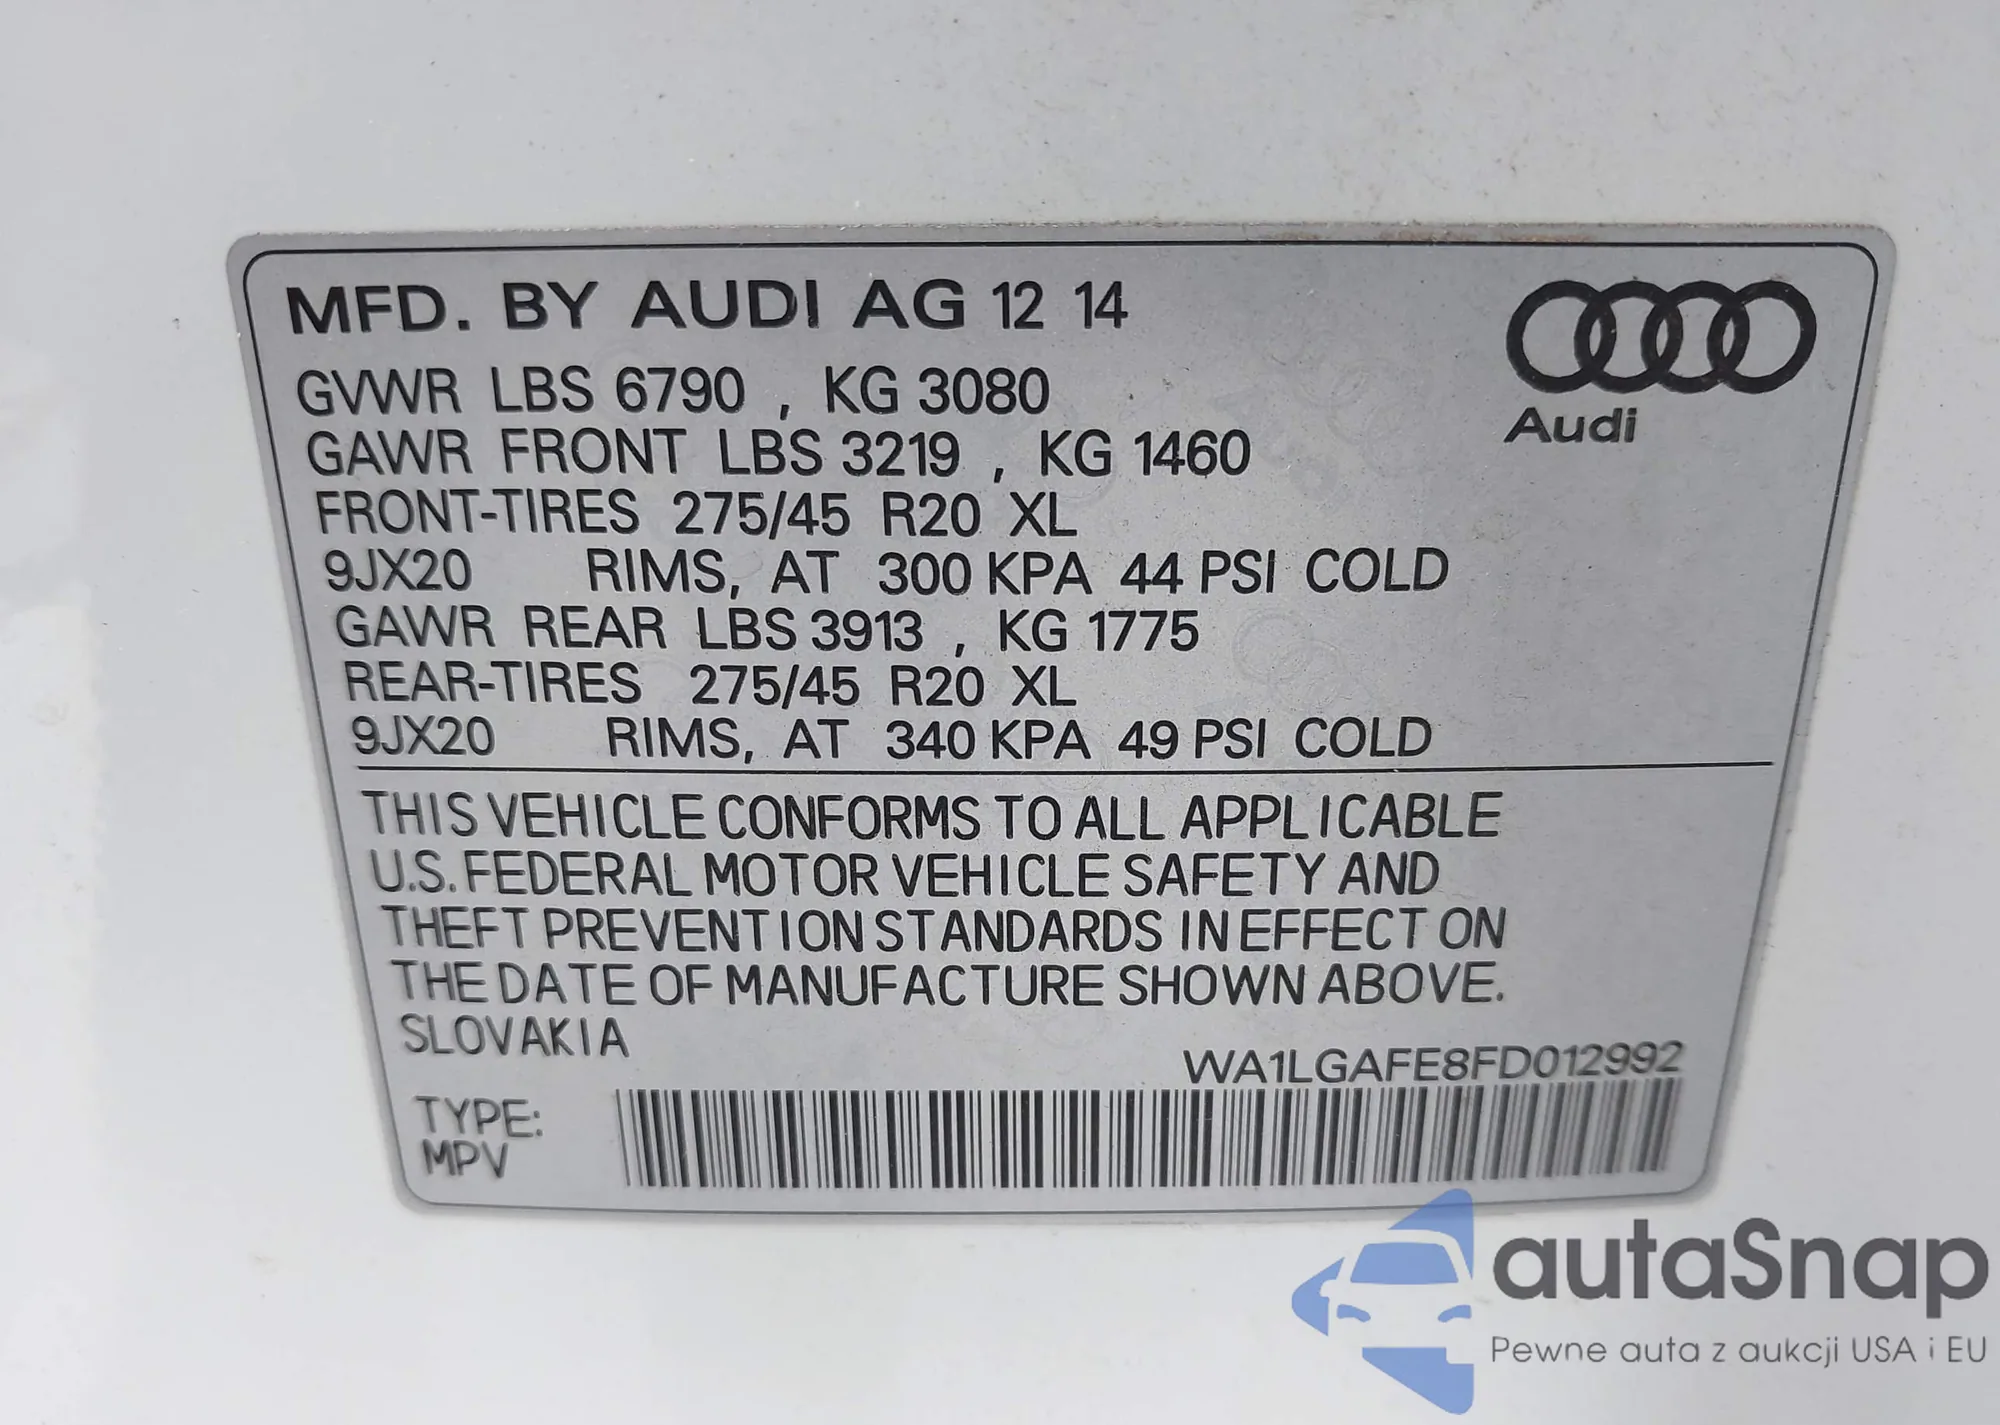 MFD. BY AUDI AG 12 14
GVWR LBS 6790 , KG 3080
GAWR FRONT LBS 3219 , KG 1460
FRONT-TIRES 275/45 R20 XL
9JX20 RIMS, AT 300 KPA 44 PSI COLD
GAWR REAR LBS 3913 , KG 1775
REAR-TIRES 275/45 R20 XL
9JX20 RIMS, AT 340 KPA 49 PSI COLD
Audi
THIS VEHICLE CONFORMS TO ALL APPLICABLE
U.S. FEDERAL MOTOR VEHICLE SAFETY AND
THEFT PREVENTION STANDARDS IN EFFECT ON
THE DATE OF MANUFACTURE SHOWN ABOVE.
SLOVAKIA
WA1LGAFE8FD012992
TYPE:
MPV
autaSnap
Pewne auta z aukcji USA i EU